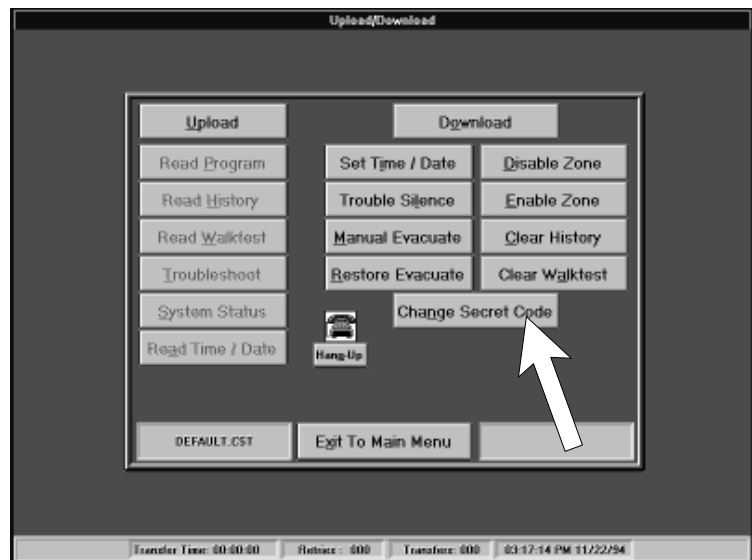 Upload/Download
Upload
Download
Read Program
Set Time / Date
Disable Zone
Read History
Trouble Silence
Enable Zone
Read Walktest
Manual Evacuate
Clear History
Troubleshoot
Restore Evacuate
Clear Walktest
System Status
Change Secret Code
Read Time / Date
Hang-Up
DEFAULT.CST
Exit To Main Menu
Transfer Time: 00:00:00
Retries : 000
Transfers: 000
03:17:14 PM 11/22/94